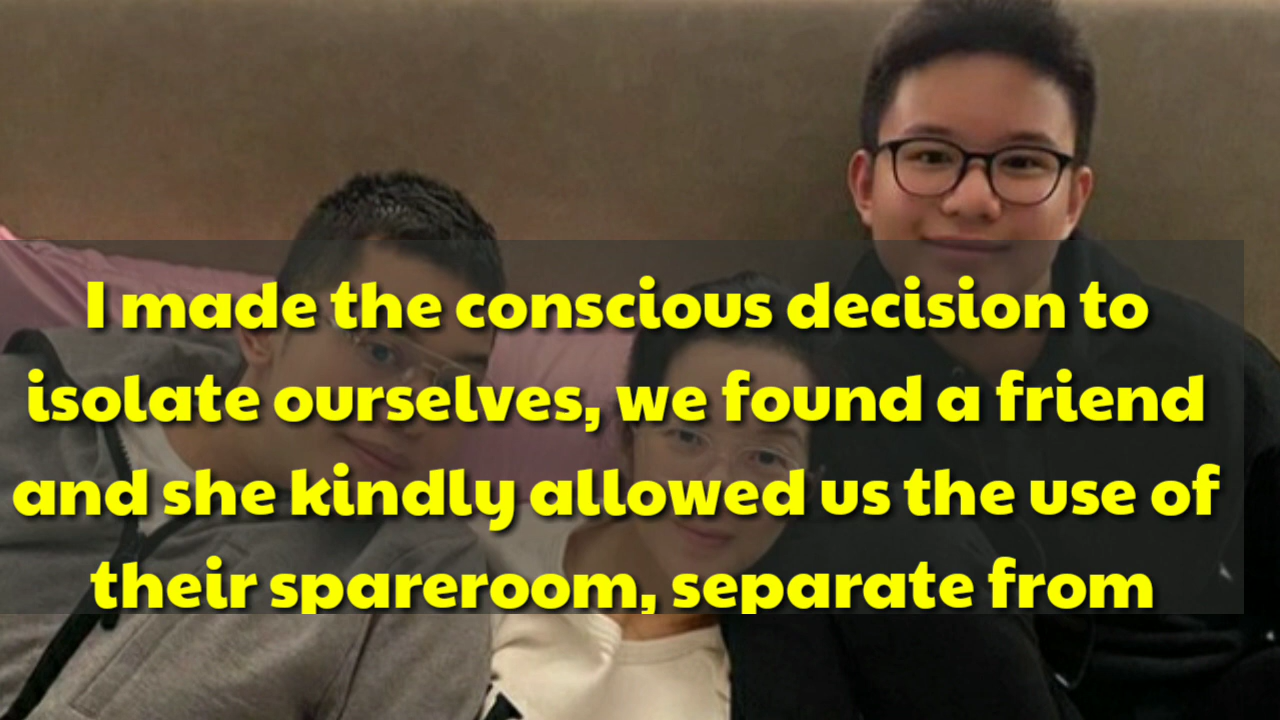 I made the conscious decision to
isolate ourselves, we found a friend
and she kindly allowed us the use of
their spareroom, separate from